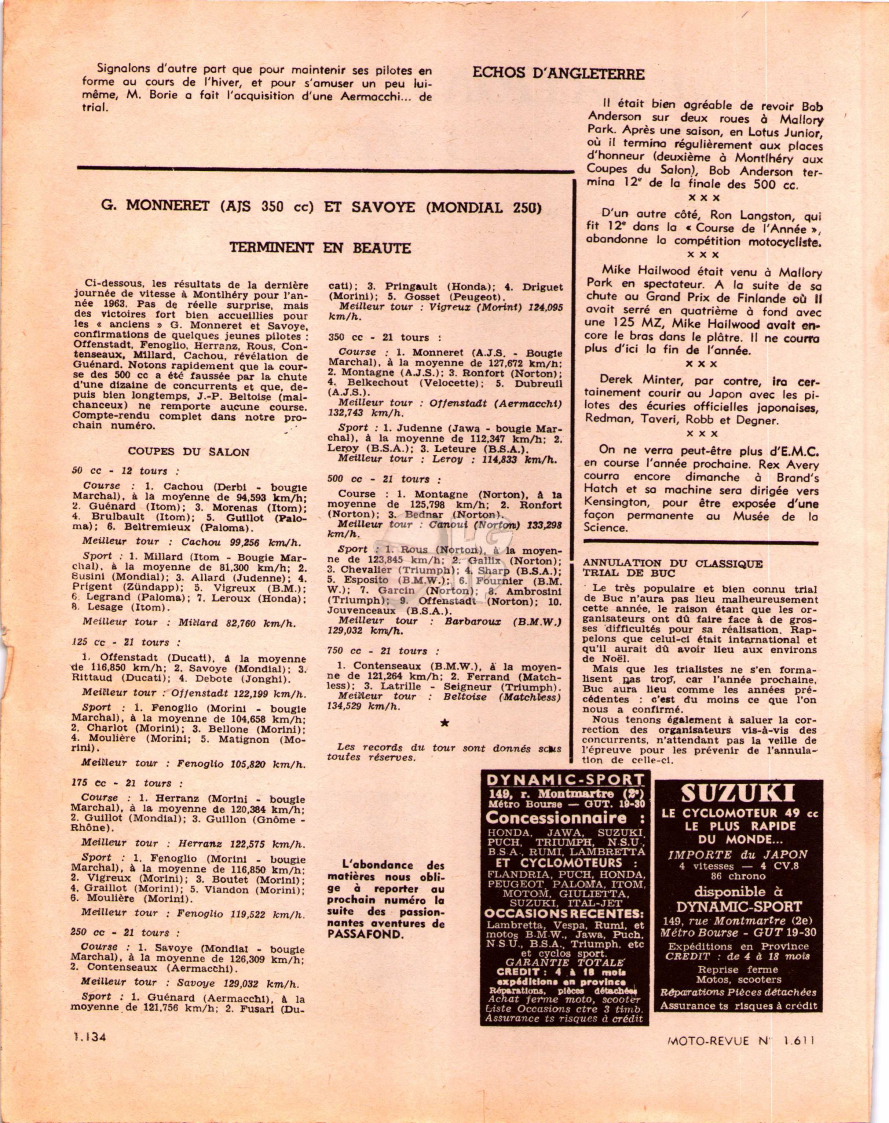 Signalons d'autre part que pour maintenir ses pilotes en
forme au cours de l'hiver, et pour s'amuser un peu lui-
même, M. Borie a fait l'acquisition d'une Aermacchi... de
trial.
G. MONNERET (AJS 350 cc) ET SAVOYE (MONDIAL 250)
TERMINENT EN BEAUTE
Ci-dessous, les résultats de la dernière
journée de vitesse à Montlhéry pour l'an-
née 1963. Pas de réelle surprise, mais
des victoires fort bien accueillies pour
les « anciens » G. Monneret et Savoye,
confirmations de quelques jeunes pilotes :
Offenstadt, Fenoglio, Herranz, Rous, Con-
tenseaux, Millard, Cachou, révélation de
Guénard. Notons rapidement que la cour-
se des 500 cc a été faussée par la chute
d'une dizaine de concurrents et que, de-
puis bien longtemps, J.-P. Beltoise (mal-
chanceux) ne remporte aucune course.
Compte-rendu complet dans notre pro-
chain numéro.
COUPES DU SALON
50 cc - 12 tours :
Course : 1. Cachou (Derbi - bougie
Marchal), à la moyenne de 94,593 km/h;
2. Guénard (Itom); 3. Morenas (Itom);
4. Brulbault (Itom); 5. Guillot (Palo-
ma); 6. Beltremieux (Paloma).
Meilleur tour : Cachou 99,256 km/h.
Sport : 1. Millard (Itom - Bougie Mar-
chal), à la moyenne de 81,300 km/h; 2.
Susini (Mondial); 3. Allard (Judenne); 4.
Prigent (Zündapp); 5. Vigreux (B.M.);
6. Legrand (Paloma); 7. Leroux (Honda);
8. Lesage (Itom).
Meilleur tour : Millard 82,760 km/h.
125 cc - 21 tours :
1. Offenstadt (Ducati), à la moyenne
de 116,850 km/h; 2. Savoye (Mondial); 3.
Rittaud (Ducati); 4. Debote (Jonghi).
Meilleur tour : Offenstadt 122,199 km/h.
Sport : 1. Fenoglio (Morini - bougie
Marchal), à la moyenne de 104,658 km/h;
2. Charlot (Morini); 3. Bellone (Morini);
4. Moulière (Morini; 5. Matignon (Mo-
rini).
Meilleur tour : Fenoglio 105,820 km/h.
175 cc - 21 tours :
Course : 1. Herranz (Morini - bougie
Marchal), à la moyenne de 120,384 km/h;
2. Guillot (Mondial); 3. Guillon (Gnôme -
Rhône).
Meilleur tour : Herranz 122,575 km/h.
Sport : 1. Fenoglio (Morini - bougie
Marchal), à la moyenne de 116,850 km/h;
2. Vigreux (Morini); 3. Boutet (Morini);
4. Graillot (Morini); 5. Viandon (Morini);
6. Moulière (Morini).
Meilleur tour : Fenoglio 119,522 km/h.
250 cc - 21 tours :
Course : 1. Savoye (Mondial - bougie
Marchal), à la moyenne de 126,309 km/h;
2. Contenseaux (Aermacchi).
Meilleur tour : Savoye 129,032 km/h.
Sport : 1. Guénard (Aermacchi), à la
moyenne de 121,756 km/h; 2. Fusari (Du-
cati); 3. Pringault (Honda); 4. Driguet
(Morini); 5. Gosset (Peugeot).
Meilleur tour : Vigreux (Morini) 124,095
km/h.
350 cc - 21 tours :
Course : 1. Monneret (A.J.S. - Bougie
Marchal), à la moyenne de 127,672 km/h;
2. Montagne (A.J.S.); 3. Ronfort (Norton);
4. Belkechout (Velocette); 5. Dubreuil
(A.J.S.).
Meilleur tour : Offenstadt (Aermacchi)
132,743 km/h.
Sport : 1. Judenne (Jawa - bougie Mar-
chal), à la moyenne de 112,347 km/h; 2.
Leroy (B.S.A.); 3. Leteure (B.S.A.).
Meilleur tour : Leroy : 114,833 km/h.
500 cc - 21 tours :
Course : 1. Montagne (Norton), à la
moyenne de 125,798 km/h; 2. Ronfort
(Norton); 3. Bednar (Norton).
Meilleur tour : Canoui (Norton) 133,298
km/h.
Sport : 1. Rous (Norton), à la moyen-
ne de 123,845 km/h; 2. Gallix (Norton);
3. Chevalier (Triumph); 4. Sharp (B.S.A.);
5. Esposito (B.M.W.); 6. Fournier (B.M.
W.); 7. Garcin (Norton); 8. Ambrosini
(Triumph); 9. Offenstadt (Norton); 10.
Jouvenceaux (B.S.A.).
Meilleur tour : Barbaroux (B.M.W.)
129,032 km/h.
750 cc - 21 tours :
1. Contenseaux (B.M.W.), à la moyen-
ne de 121,264 km/h; 2. Ferrand (Match-
less); 3. Latrille - Seigneur (Triumph).
Meilleur tour : Beltoise (Matchless)
134,529 km/h.
★
Les records du tour sont donnés sous
toutes réserves.
L'abondance des
matières nous obli-
ge à reporter au
prochain numéro la
suite des passion-
nantes aventures de
PASSAFOND.
ECHOS D'ANGLETERRE
Il était bien agréable de revoir Bob
Anderson sur deux roues à Mallory
Park. Après une saison, en Lotus Junior,
où il termina régulièrement aux places
d'honneur (deuxième à Montlhéry aux
Coupes du Salon), Bob Anderson ter-
mina 12e de la finale des 500 cc.
x x x
D'un autre côté, Ron Langston, qui
fit 12e dans la « Course de l'Année »,
abandonne la compétition motocycliste.
x x x
Mike Hailwood était venu à Mallory
Park en spectateur. A la suite de sa
chute au Grand Prix de Finlande où Il
avait serré en quatrième à fond avec
une 125 MZ, Mike Hailwood avait en-
core le bras dans le plâtre. Il ne courra
plus d'ici la fin de l'année.
x x x
Derek Minter, par contre, ira cer-
tainement courir au Japon avec les pi-
lotes des écuries officielles japonaises,
Redman, Taveri, Robb et Degner.
x x x
On ne verra peut-être plus d'E.M.C.
en course l'année prochaine. Rex Avery
courra encore dimanche à Brand's
Hatch et sa machine sera dirigée vers
Kensington, pour être exposée d'une
façon permanente au Musée de la
Science.
ANNULATION DU CLASSIQUE
TRIAL DE BUC
Le très populaire et bien connu trial
de Buc n'aura pas lieu malheureusement
cette année, le raison étant que les or-
ganisateurs ont dû faire face à de gros-
ses difficultés pour sa réalisation. Rap-
pelons que celui-ci était international et
qu'il aurait dû avoir lieu aux environs
de Noël.
Mais que les trialistes ne s'en forma-
lisent pas trop, car l'année prochaine,
Buc aura lieu comme les années pré-
cédentes : c'est du moins ce que l'on
nous a confirmé.
Nous tenons également à saluer la cor-
rection des organisateurs vis-à-vis des
concurrents, n'attendant pas la veille de
l'épreuve pour les prévenir de l'annula-
tion de celle-ci.
DYNAMIC-SPORT
149, r. Montmartre (2e)
Métro Bourse — GUT. 19-30
Concessionnaire :
HONDA, JAWA, SUZUKI,
PUCH, TRIUMPH, N.S.U.,
B.S.A., RUMI, LAMBRETTA
ET CYCLOMOTEURS :
FLANDRIA, PUCH, HONDA,
PEUGEOT, PALOMA, ITOM,
MOTOM, GIULIETTA,
SUZUKI, ITAL-JET
OCCASIONS RECENTES:
Lambretta, Vespa, Rumi, et
motos B.M.W., Jawa, Puch,
N.S.U., B.S.A., Triumph, etc
et cyclos sport.
GARANTIE TOTALE
CREDIT : 4 à 18 mois
expéditions en province
Réparations, pièces détachées
Achat ferme moto, scooter
Liste Occasions ctre 3 timb.
Assurance ts risques à crédit
SUZUKI
LE CYCLOMOTEUR 49 cc
LE PLUS RAPIDE
DU MONDE...
IMPORTE du JAPON
4 vitesses — 4 CV.8
86 chrono
disponible à
DYNAMIC-SPORT
149, rue Montmartre (2e)
Métro Bourse - GUT 19-30
Expéditions en Province
CREDIT : de 4 à 18 mois
Reprise ferme
Motos, scooters
Réparations Pièces détachées
Assurance ts risques à crédit
1.134
MOTO-REVUE N° 1.611